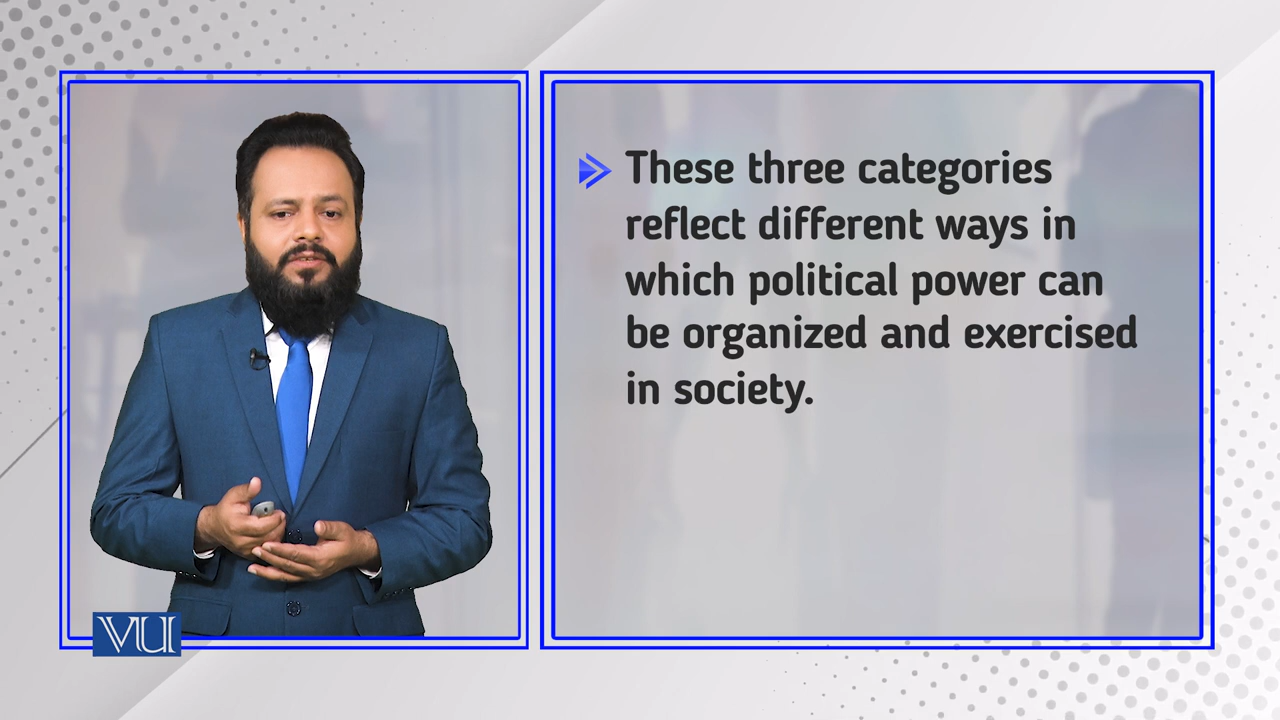 These three categories
reflect different ways in
which political power can
be organized and exercised
in society.
VU